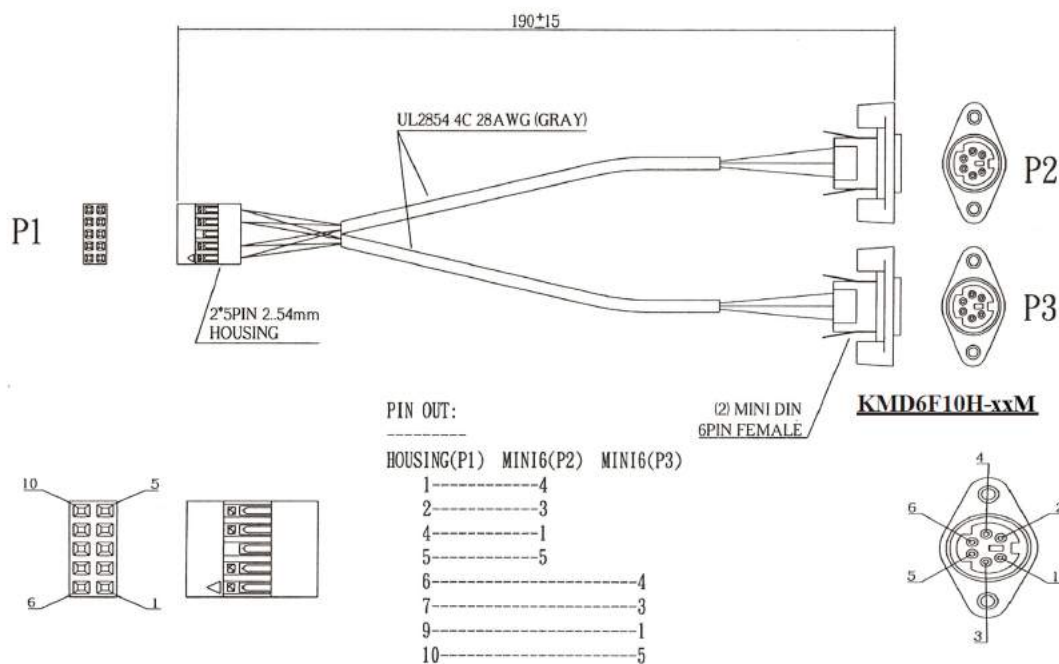 190±15
UL2854 4C 28AWG (GRAY)
P2
P1
P3
2*5PIN 2..54mm
HOUSING
(2) MINI DIN
6PIN FEMALE
KMD6F10H-xxM
PIN OUT:
---------
HOUSING(P1) MINI6(P2) MINI6(P3)
1-----------4
2-----------3
4-----------1
5-----------5
6---------------------4
7---------------------3
9---------------------1
10--------------------5
10 5
6 1
4
6 2
5 1
3